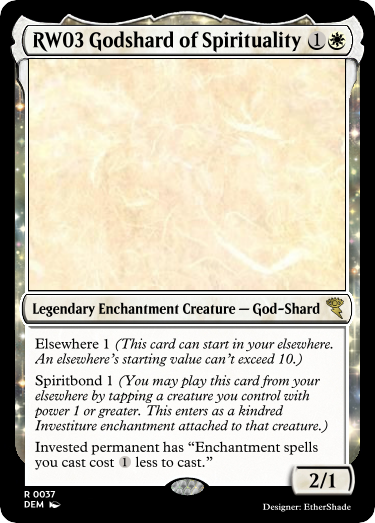 RW03 Godshard of Spirituality 1
Legendary Enchantment Creature — God-Shard
Elsewhere 1 (This card can start in your elsewhere.
An elsewhere's starting value can't exceed 10.)
Spiritbond 1 (You may play this card from your
elsewhere by tapping a creature you control with
power 1 or greater. This enters as a kindred
Investiture enchantment attached to that creature.)
Invested permanent has “Enchantment spells
you cast cost 1 less to cast.”
2/1
R 0037
DEM
Designer: EtherShade